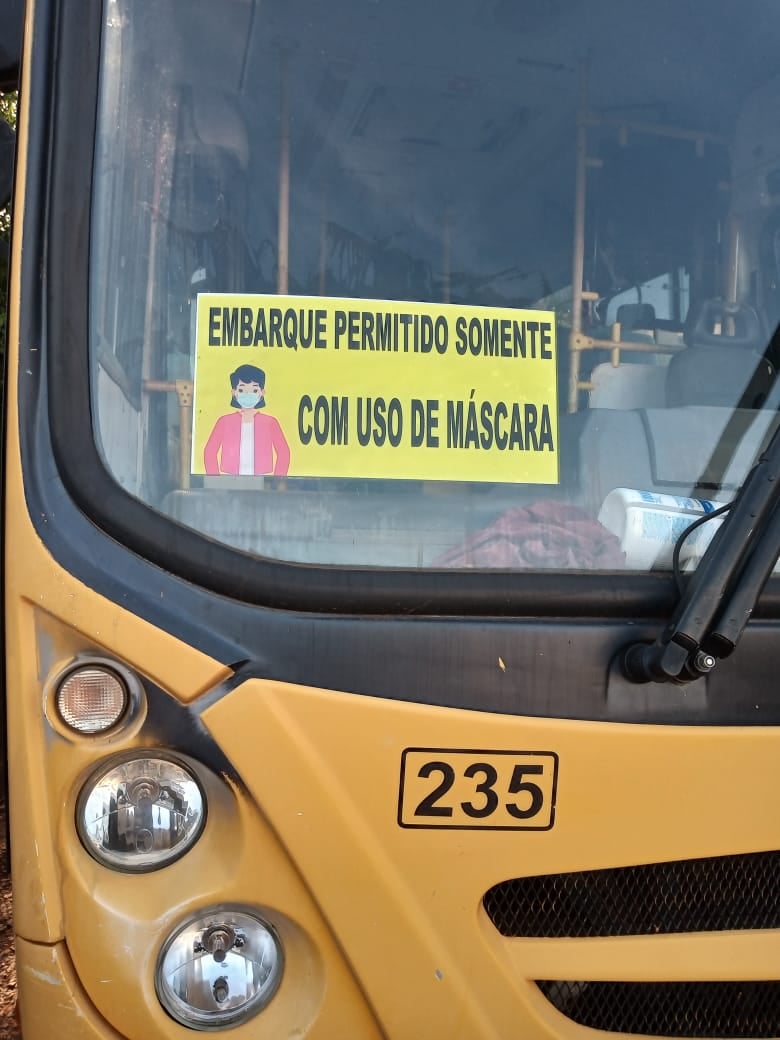 EMBARQUE PERMITIDO SOMENTE
COM USO DE MÁSCARA
235